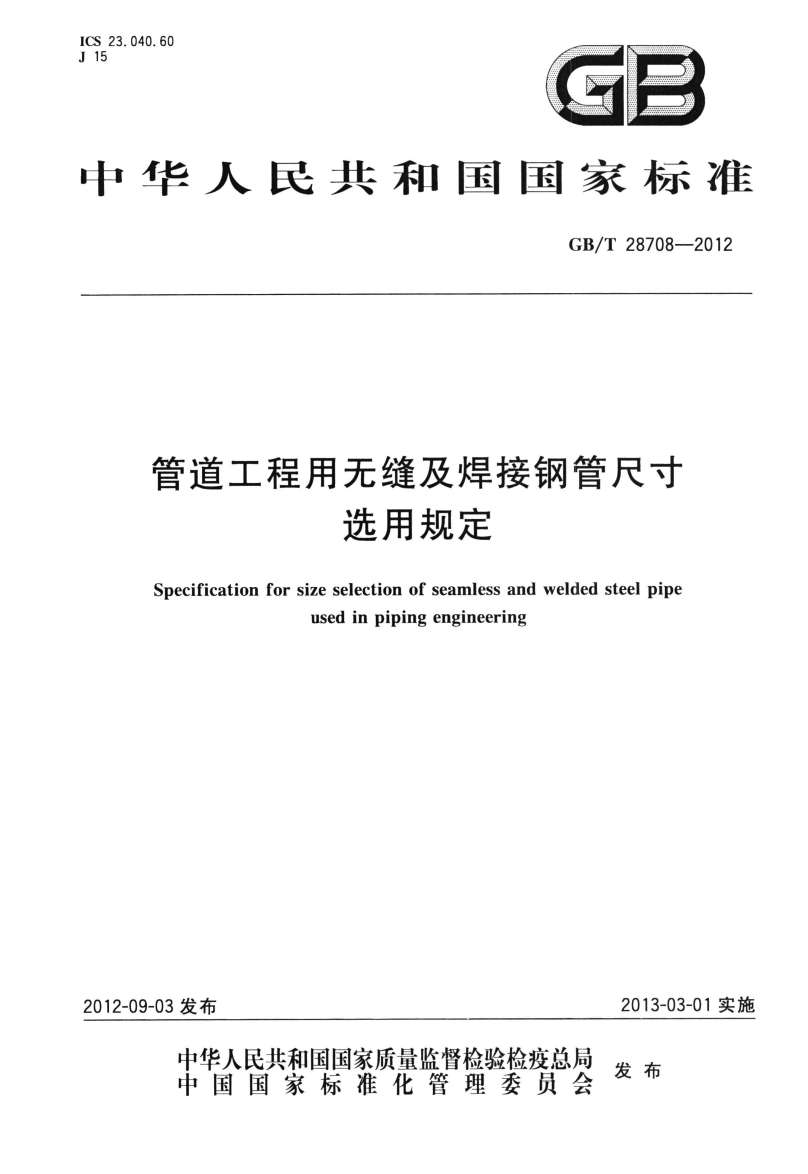 ICS 23.040.60
J 15
GB
中华人民共和国国家标准
GB/T 28708—2012
管道工程用无缝及焊接钢管尺寸
选用规定
Specification for size selection of seamless and welded steel pipe
used in piping engineering
2012-09-03 发布
2013-03-01 实施
中华人民共和国国家质量监督检验检疫总局
中国国家标准化管理委员会
发布